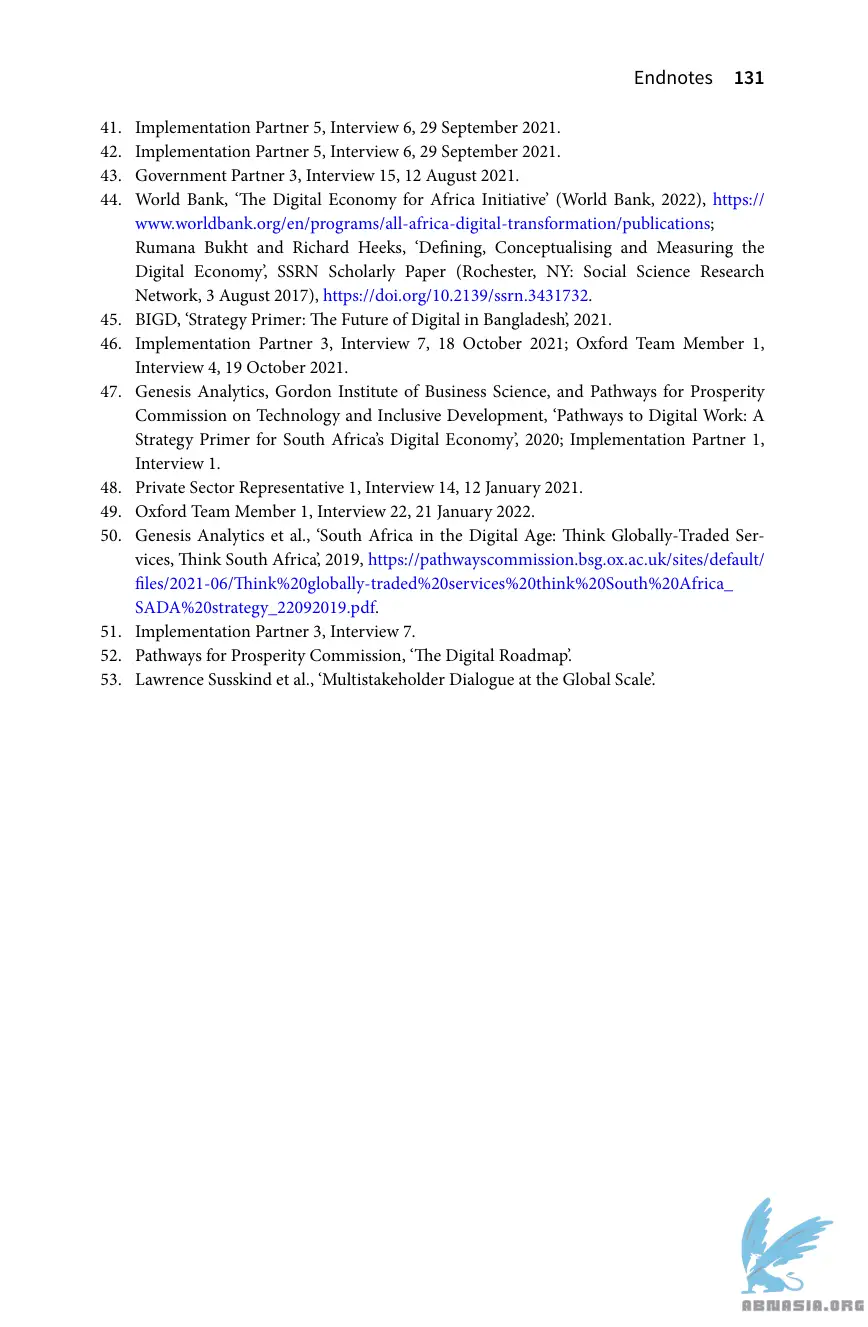 Endnotes 131
41. Implementation Partner 5, Interview 6, 29 September 2021.
42. Implementation Partner 5, Interview 6, 29 September 2021.
43. Government Partner 3, Interview 15, 12 August 2021.
44. World Bank, ‘The Digital Economy for Africa Initiative’ (World Bank, 2022), https://
www.worldbank.org/en/programs/all-africa-digital-transformation/publications;
Rumana Bukht and Richard Heeks, ‘Defining, Conceptualising and Measuring the
Digital Economy’, SSRN Scholarly Paper (Rochester, NY: Social Science Research
Network, 3 August 2017), https://doi.org/10.2139/ssrn.3431732.
45. BIGD, ‘Strategy Primer: The Future of Digital in Bangladesh’, 2021.
46. Implementation Partner 3, Interview 7, 18 October 2021; Oxford Team Member 1,
Interview 4, 19 October 2021.
47. Genesis Analytics, Gordon Institute of Business Science, and Pathways for Prosperity
Commission on Technology and Inclusive Development, ‘Pathways to Digital Work: A
Strategy Primer for South Africa’s Digital Economy’, 2020; Implementation Partner 1,
Interview 1.
48. Private Sector Representative 1, Interview 14, 12 January 2021.
49. Oxford Team Member 1, Interview 22, 21 January 2022.
50. Genesis Analytics et al., ‘South Africa in the Digital Age: Think Globally-Traded Ser-
vices, Think South Africa’, 2019, https://pathwayscommission.bsg.ox.ac.uk/sites/default/
files/2021-06/Think%20globally-traded%20services%20think%20South%20Africa_
SADA%20strategy_22092019.pdf.
51. Implementation Partner 3, Interview 7.
52. Pathways for Prosperity Commission, ‘The Digital Roadmap’.
53. Lawrence Susskind et al., ‘Multistakeholder Dialogue at the Global Scale’.
ABNASIA.ORG